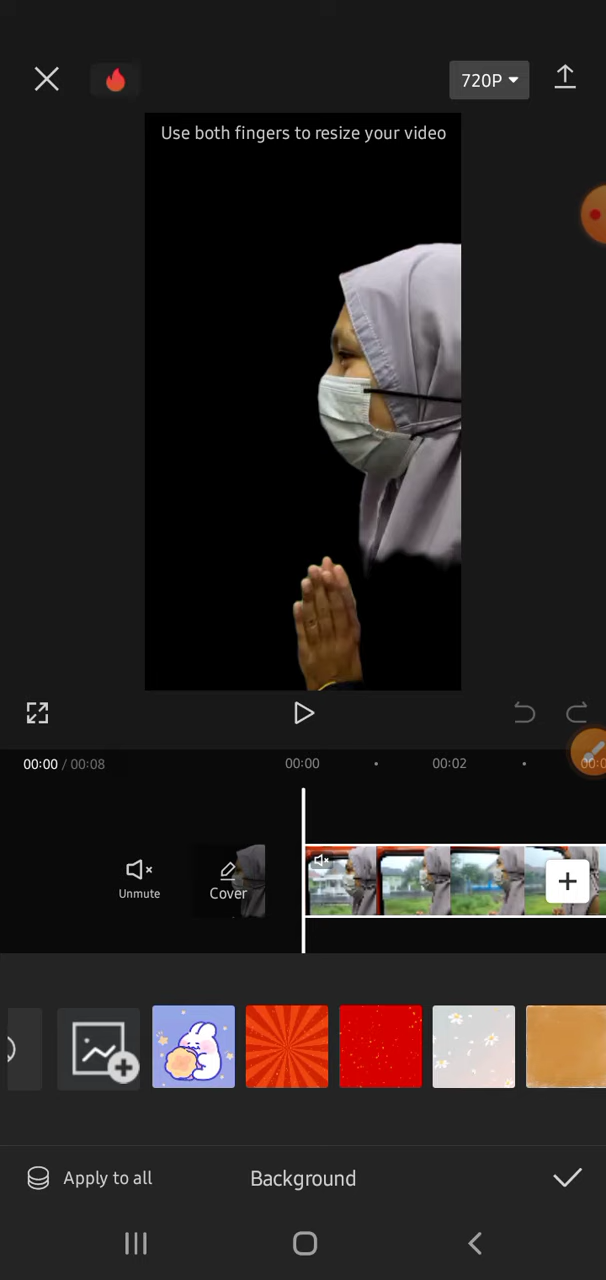 720P
Use both fingers to resize your video
00:00 / 00:08
00:00
00:02
Unmute
Cover
Apply to all
Background